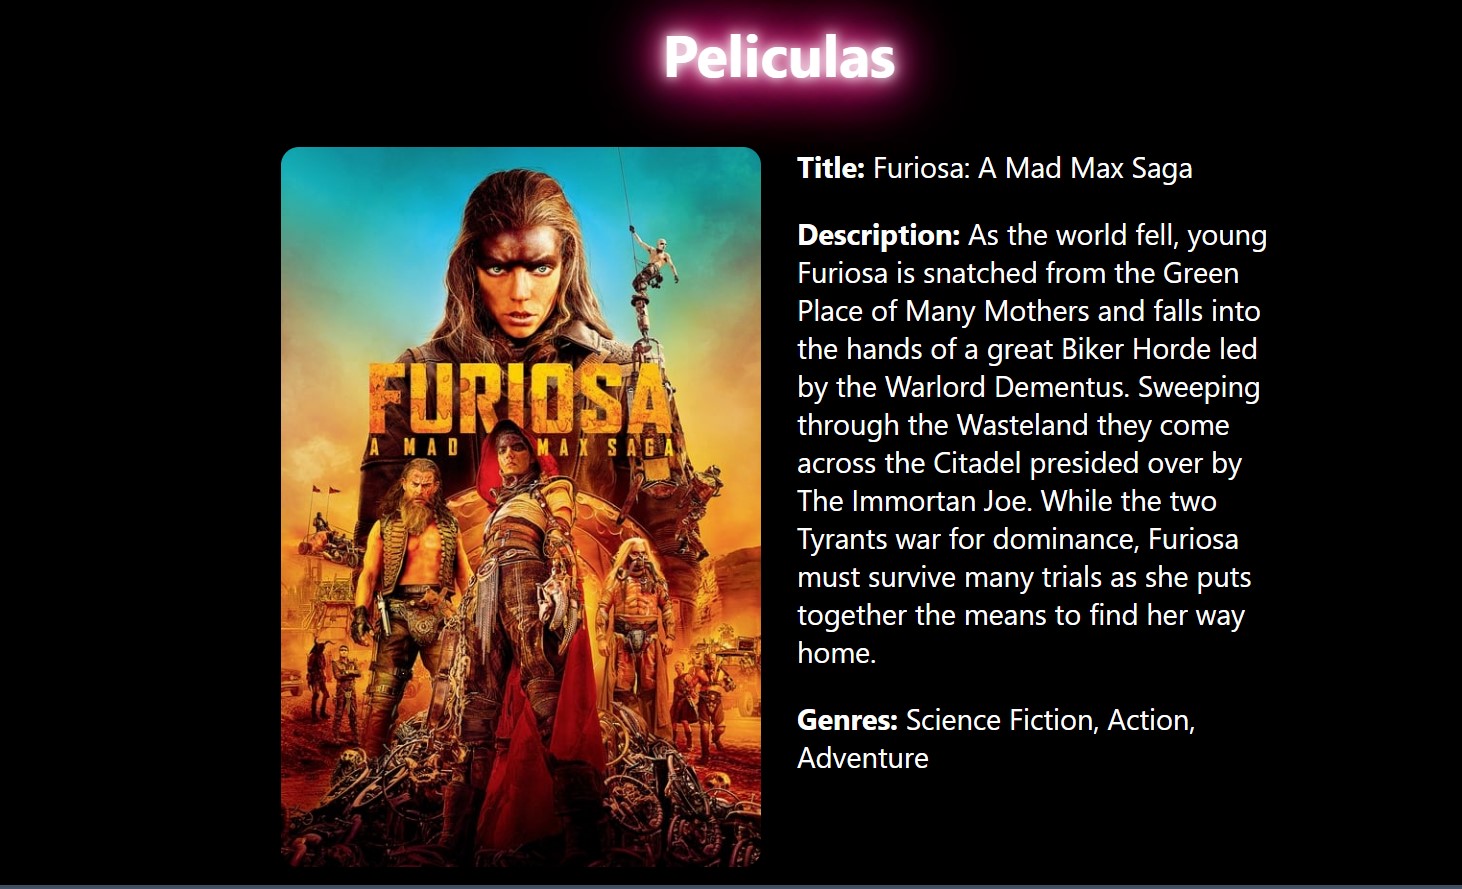 Peliculas
FURIOSA
A MAD MAX SAGA
Title: Furiosa: A Mad Max Saga
Description: As the world fell, young
Furiosa is snatched from the Green
Place of Many Mothers and falls into
the hands of a great Biker Horde led
by the Warlord Dementus. Sweeping
through the Wasteland they come
across the Citadel presided over by
The Immortan Joe. While the two
Tyrants war for dominance, Furiosa
must survive many trials as she puts
together the means to find her way
home.
Genres: Science Fiction, Action,
Adventure